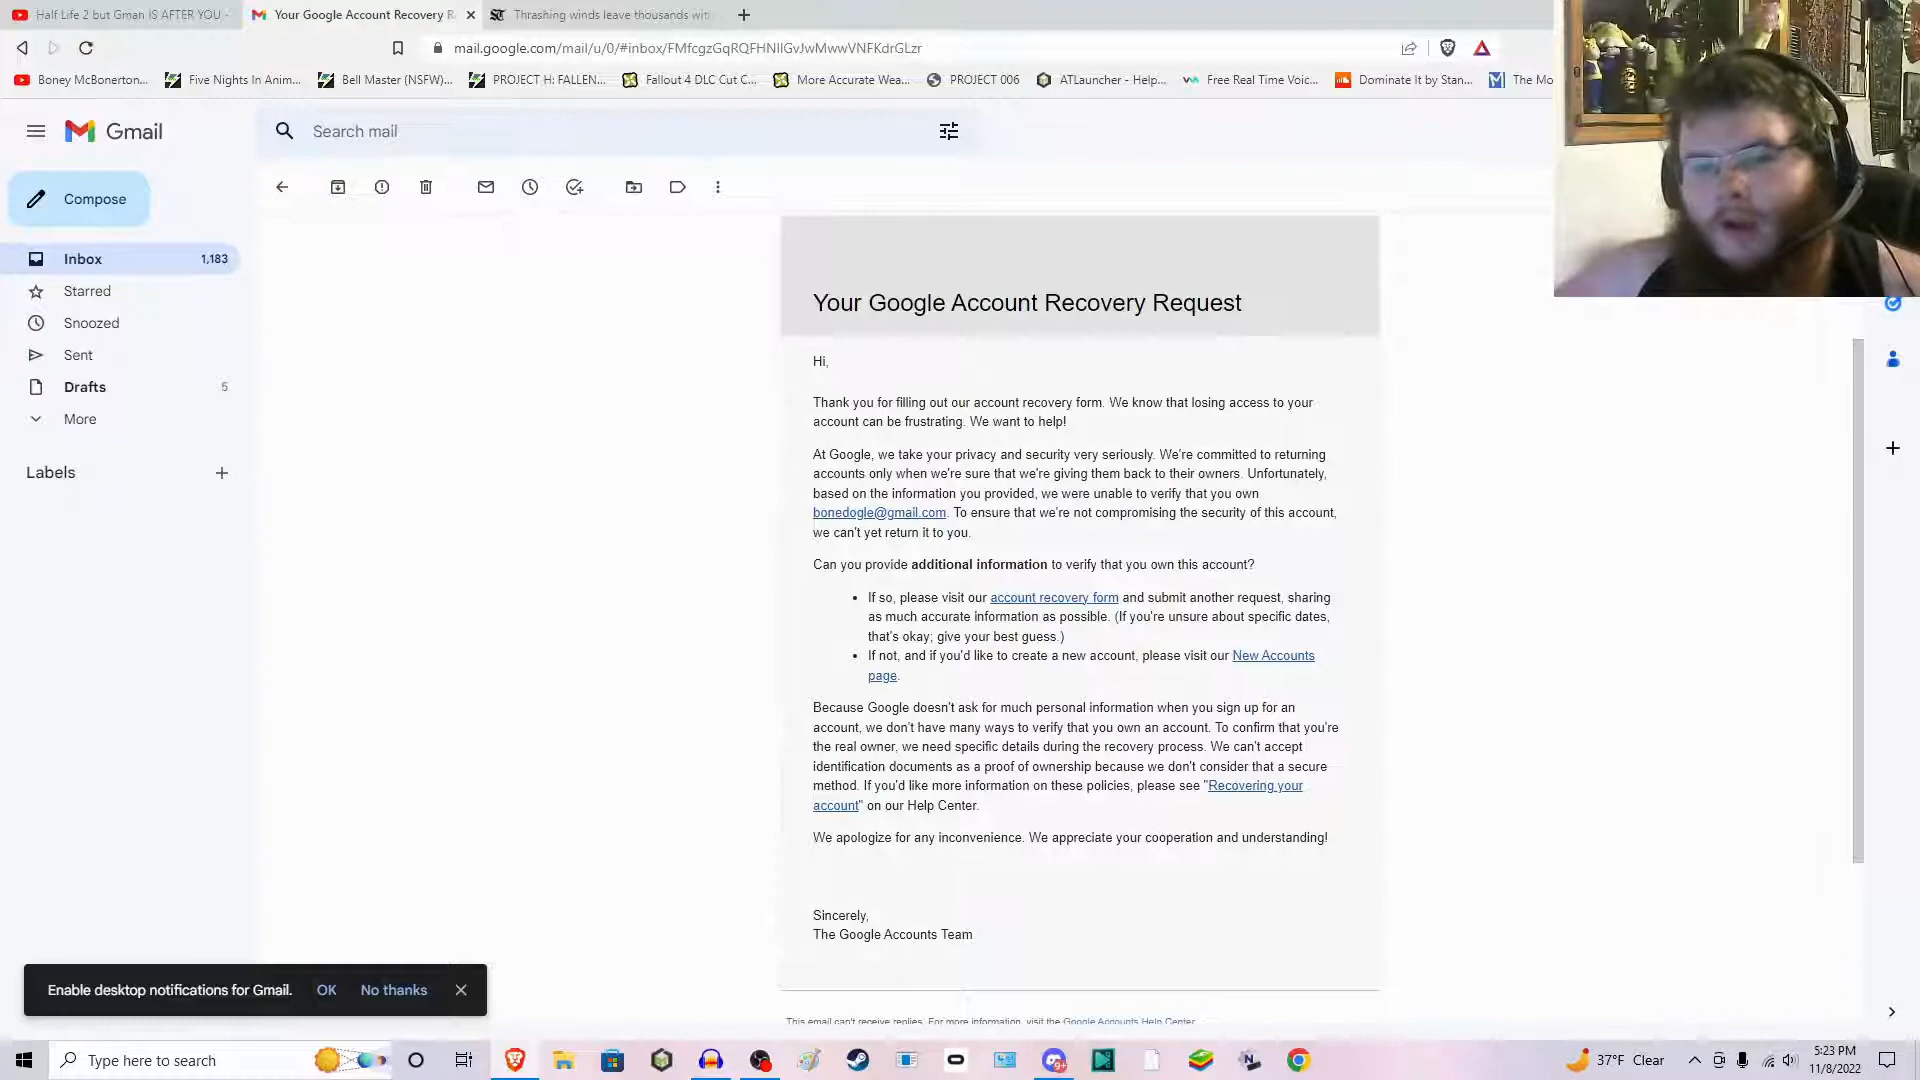 Half Life 2 but Gman IS AFTER YOU -
Your Google Account Recovery R
Thrashing winds leave thousands wit
mail.google.com/mail/u/0/#inbox/FMfcgzGqRQFHNIlGvJwMwwVNFKdrGLzr
Boney McBonerton...
Five Nights In Anim...
Bell Master (NSFW)...
PROJECT H: FALLEN...
Fallout 4 DLC Cut C...
More Accurate Wea...
PROJECT 006
ATLauncher - Help...
Free Real Time Voic...
Dominate It by Stan...
The Mo
Gmail
Search mail
Compose
Inbox 1,183
Starred
Snoozed
Sent
Drafts 5
More
Labels
Your Google Account Recovery Request
Hi,
Thank you for filling out our account recovery form. We know that losing access to your
account can be frustrating. We want to help!
At Google, we take your privacy and security very seriously. We're committed to returning
accounts only when we're sure that we're giving them back to their owners. Unfortunately,
based on the information you provided, we were unable to verify that you own
bonedogle@gmail.com. To ensure that we're not compromising the security of this account,
we can't yet return it to you.
Can you provide additional information to verify that you own this account?
• If so, please visit our account recovery form and submit another request, sharing
as much accurate information as possible. (If you're unsure about specific dates,
that's okay; give your best guess.)
• If not, and if you'd like to create a new account, please visit our New Accounts
page.
Because Google doesn't ask for much personal information when you sign up for an
account, we don't have many ways to verify that you own an account. To confirm that you're
the real owner, we need specific details during the recovery process. We can't accept
identification documents as a proof of ownership because we don't consider that a secure
method. If you'd like more information on these policies, please see "Recovering your
account" on our Help Center.
We apologize for any inconvenience. We appreciate your cooperation and understanding!
Sincerely,
The Google Accounts Team
This email can't receive replies. For more information, visit the Google Accounts Help Center.
Enable desktop notifications for Gmail. OK No thanks
Type here to search
37°F Clear
5:23 PM
11/8/2022